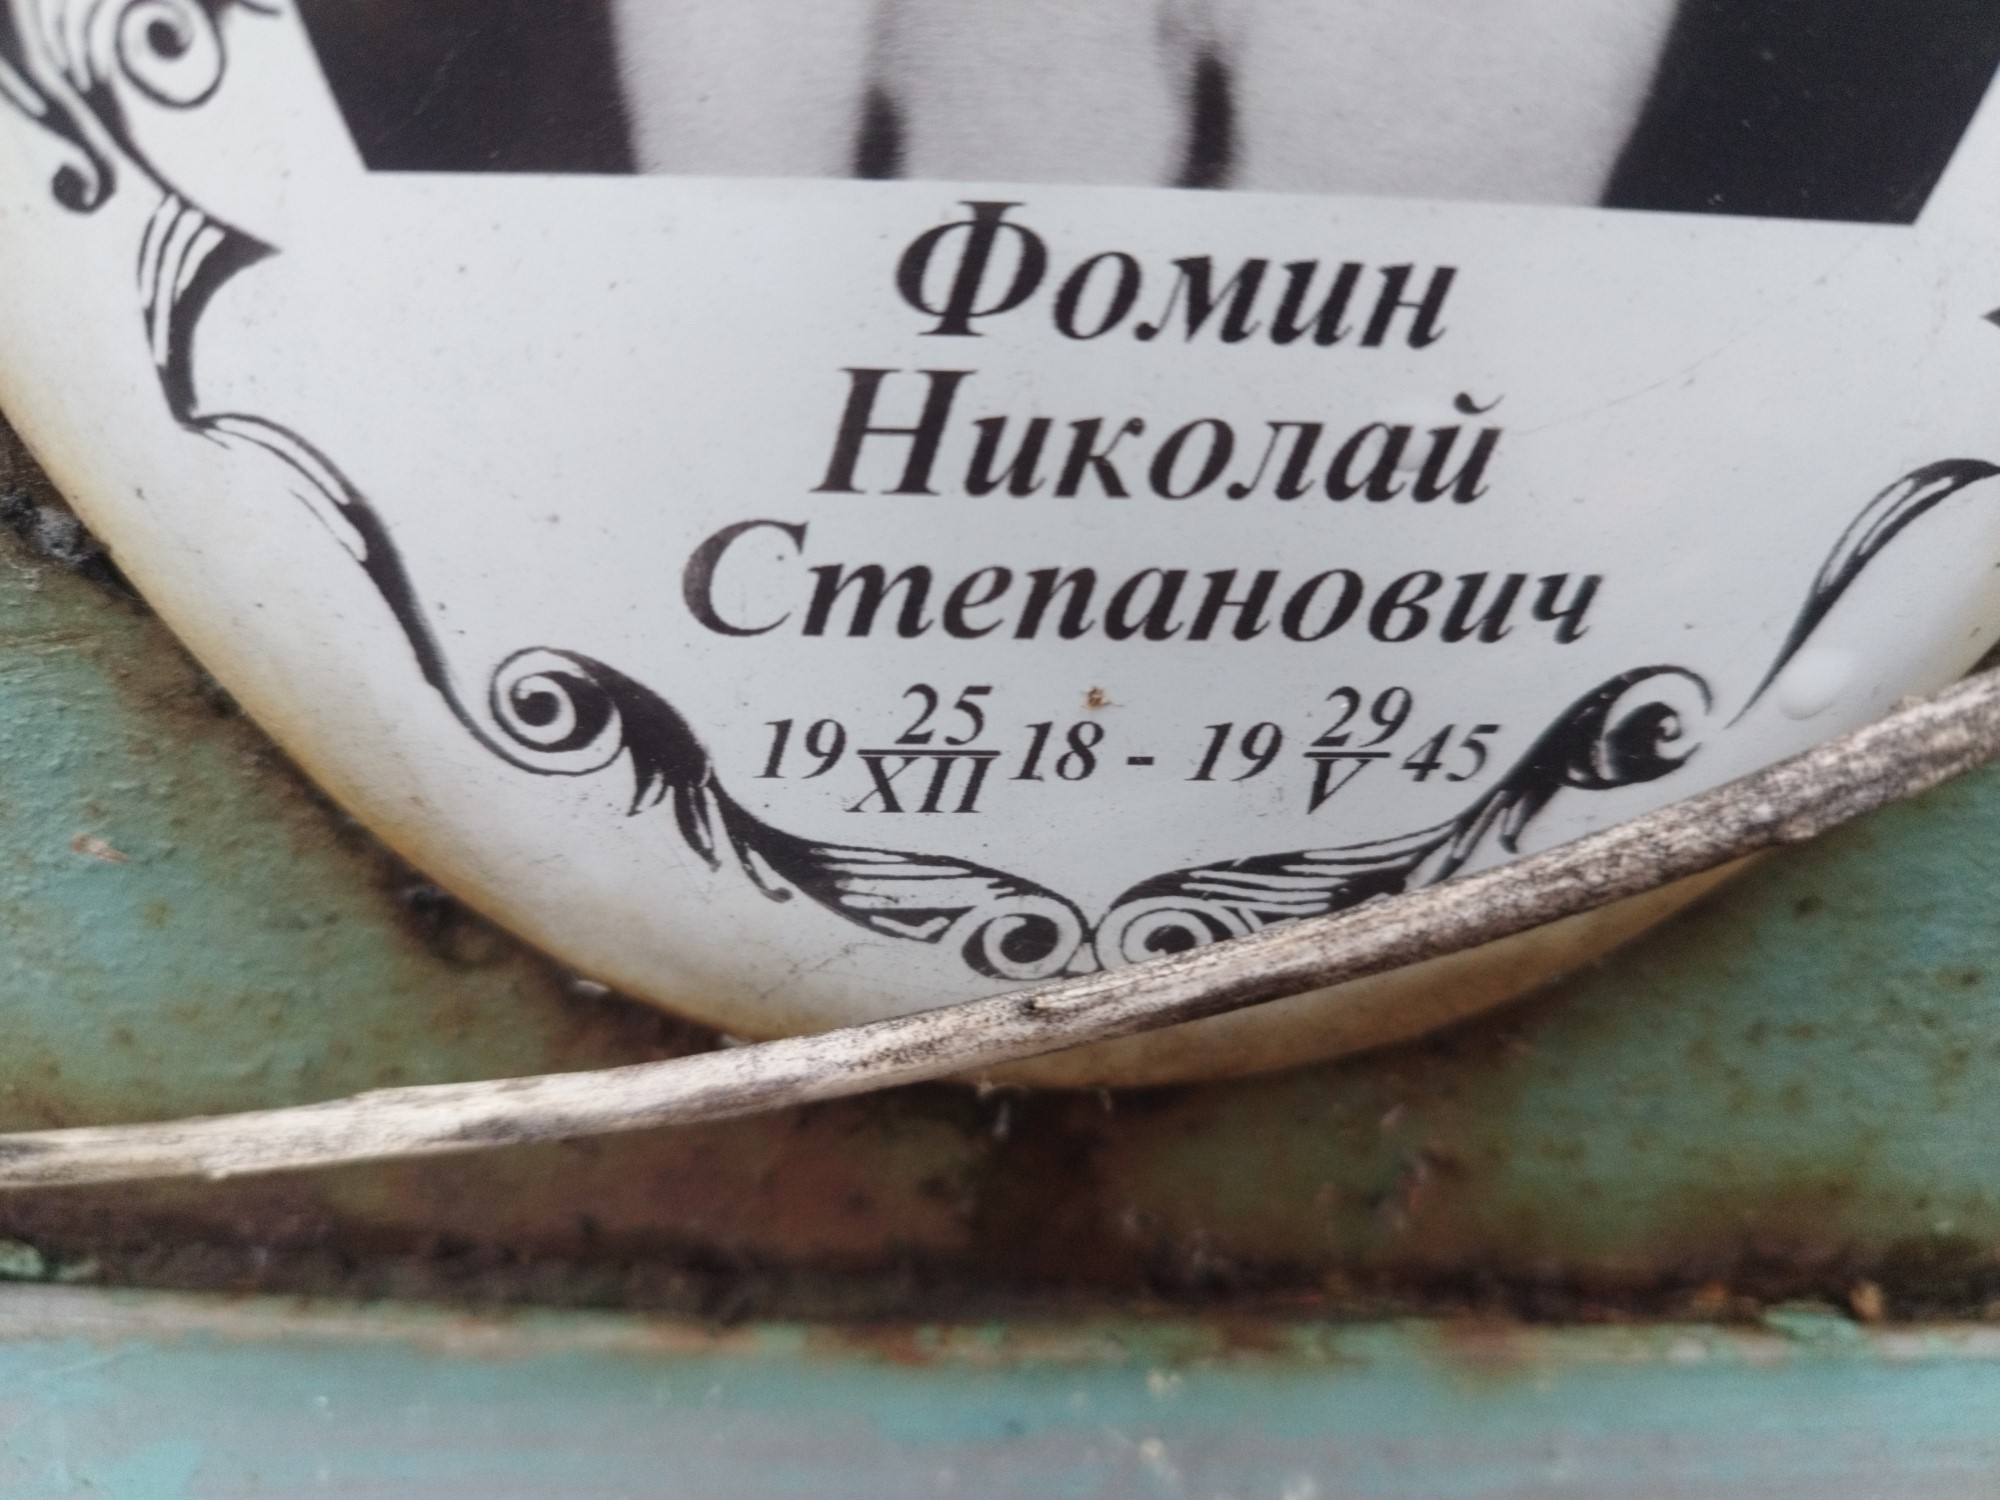 Фомин
Николай
Степанович
19 25/XII 18 - 19 29/V 45